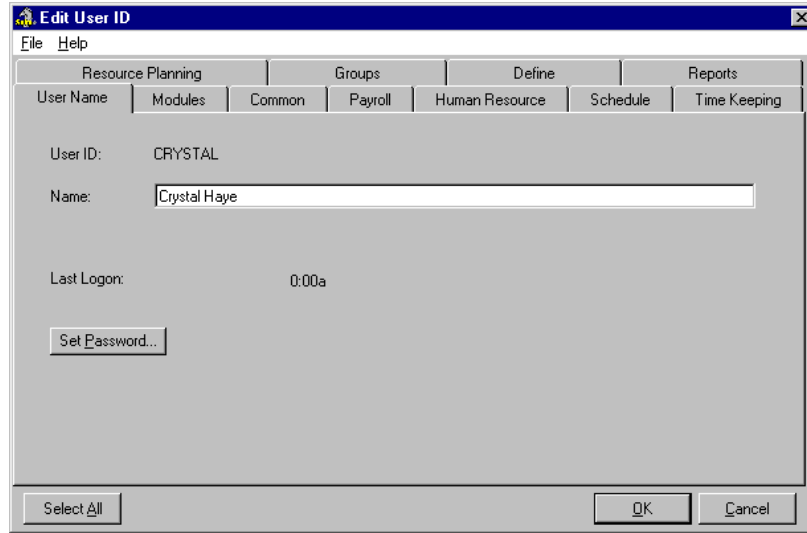 Edit User ID
File Help
Resource Planning Groups Define Reports
User Name Modules Common Payroll Human Resource Schedule Time Keeping
User ID: CRYSTAL
Name: Crystal Haye
Last Logon: 0:00a
Set Password...
Select All OK Cancel